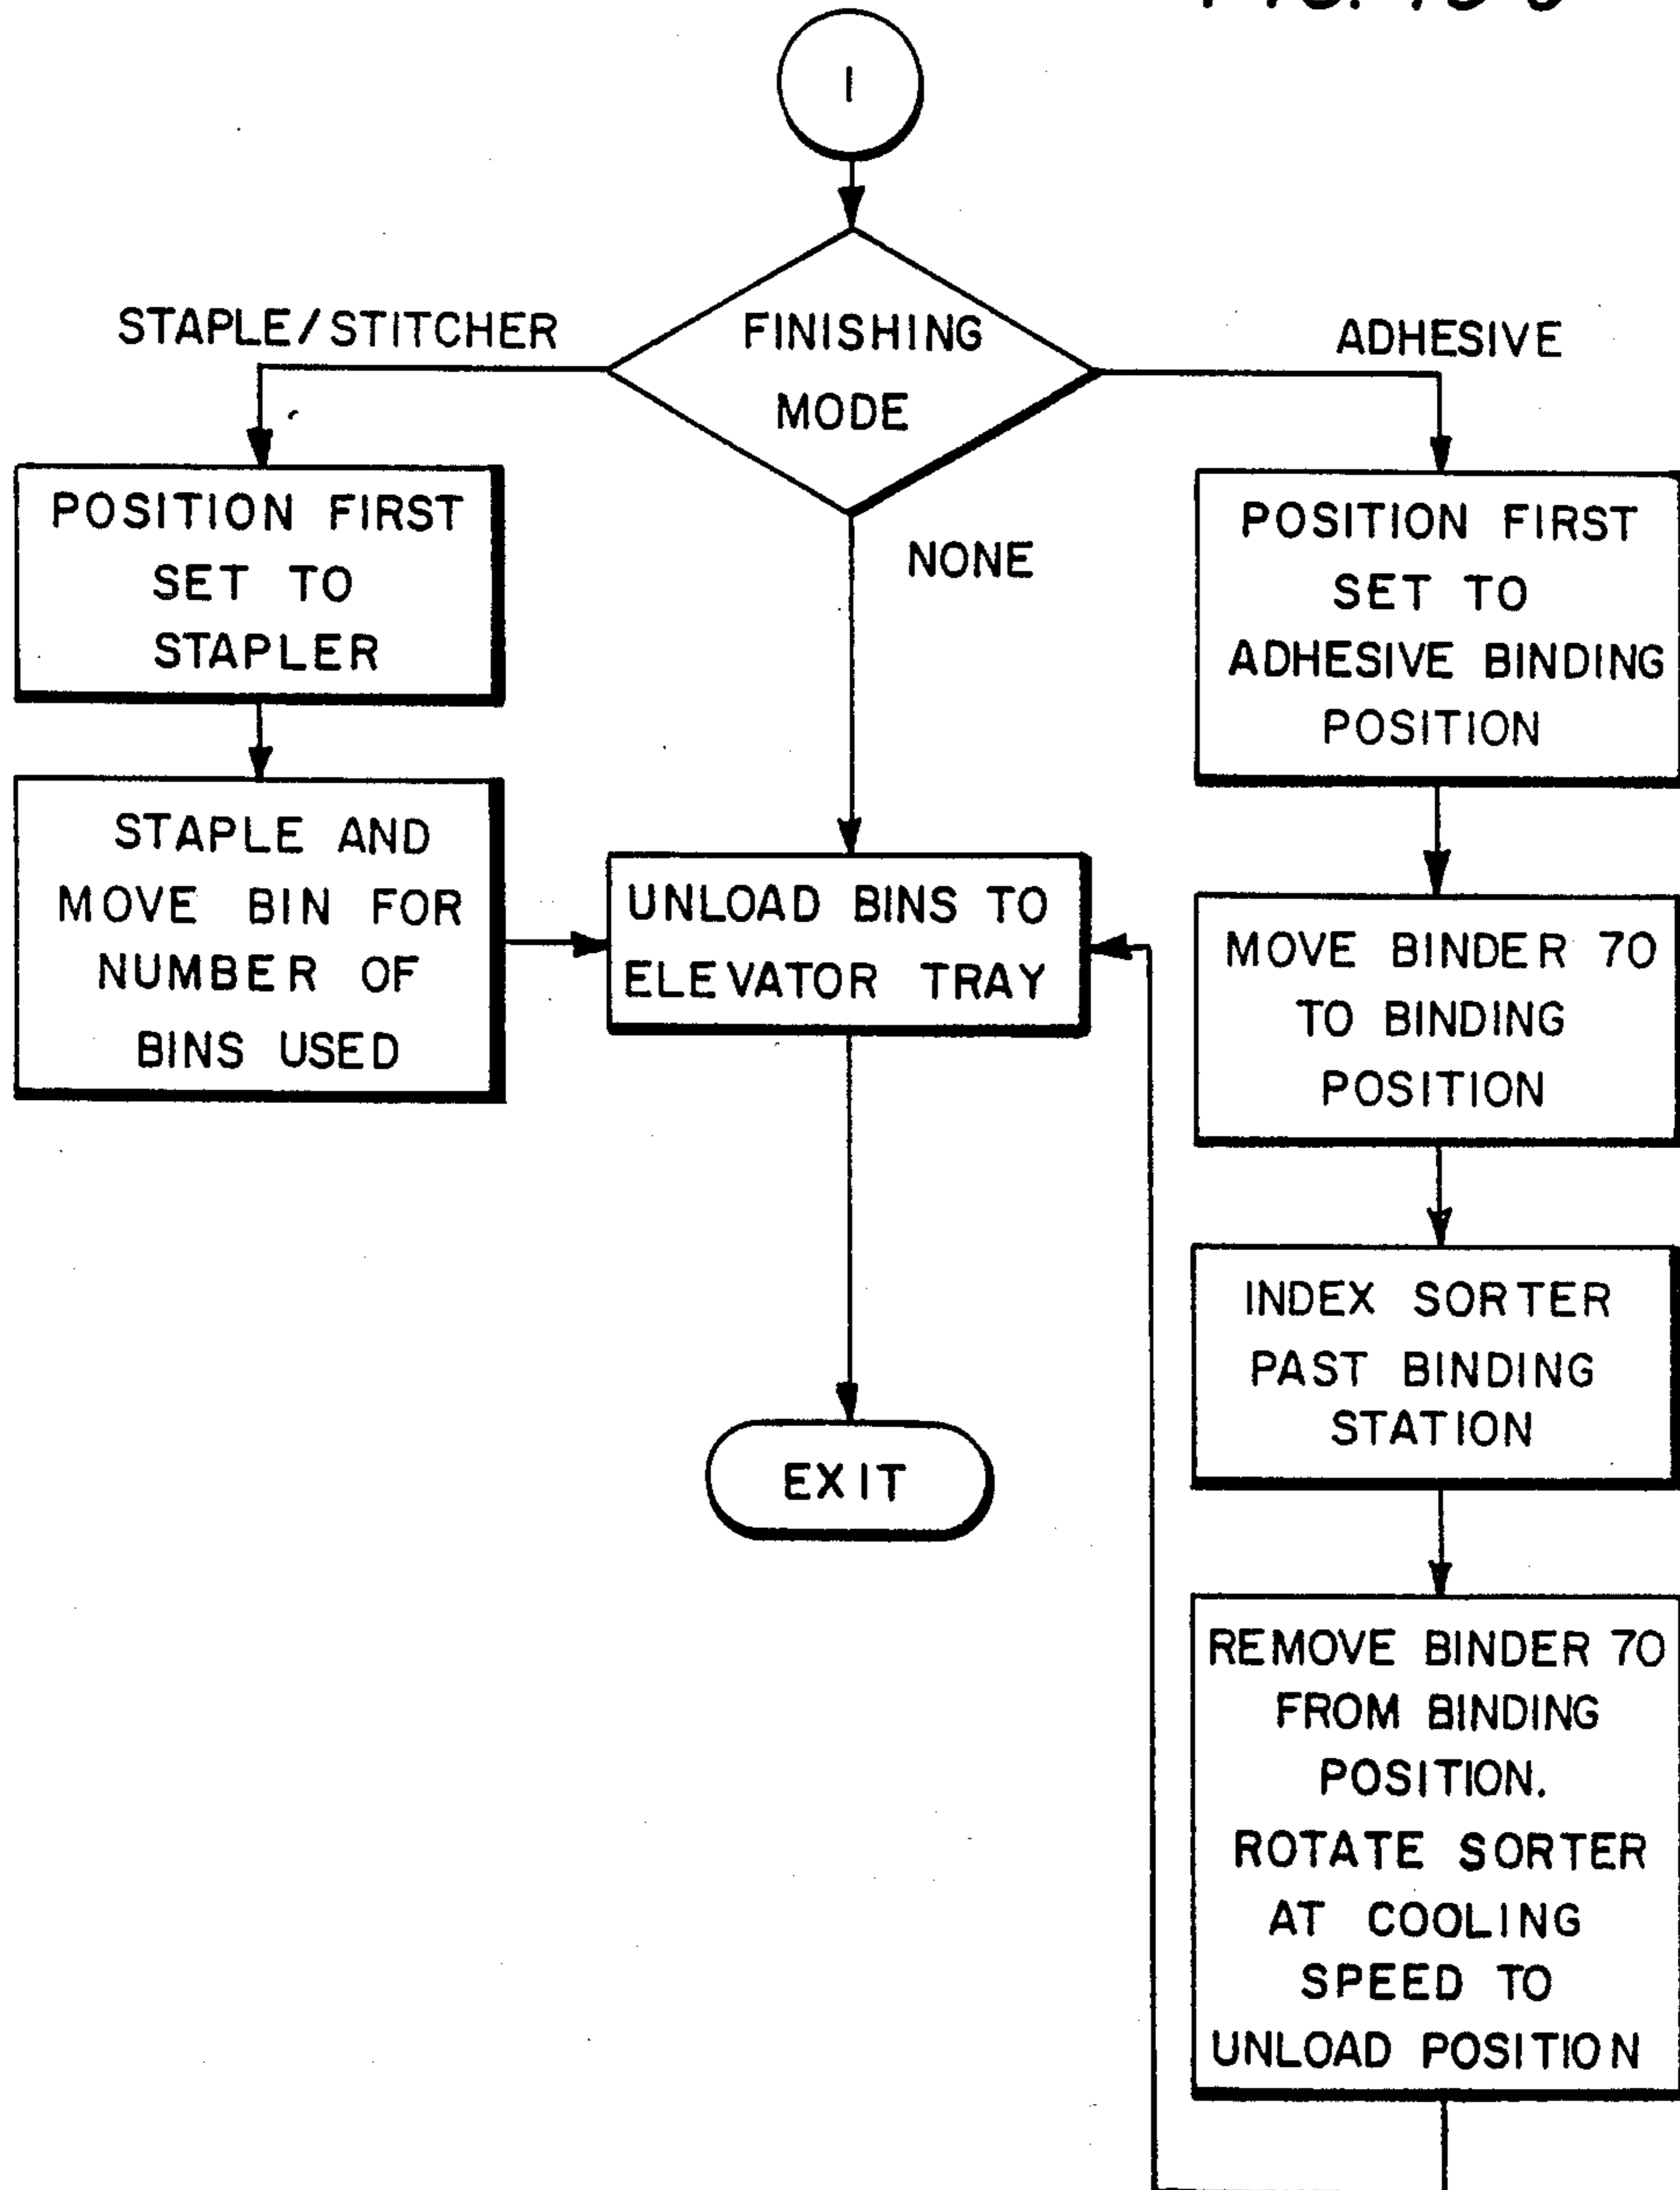 I
FINISHING
MODE
STAPLE/STITCHER
ADHESIVE
NONE
POSITION FIRST
SET TO
STAPLER
STAPLE AND
MOVE BIN FOR
NUMBER OF
BINS USED
UNLOAD BINS TO
ELEVATOR TRAY
EXIT
POSITION FIRST
SET TO
ADHESIVE BINDING
POSITION
MOVE BINDER 70
TO BINDING
POSITION
INDEX SORTER
PAST BINDING
STATION
REMOVE BINDER 70
FROM BINDING
POSITION.
ROTATE SORTER
AT COOLING
SPEED TO
UNLOAD POSITION